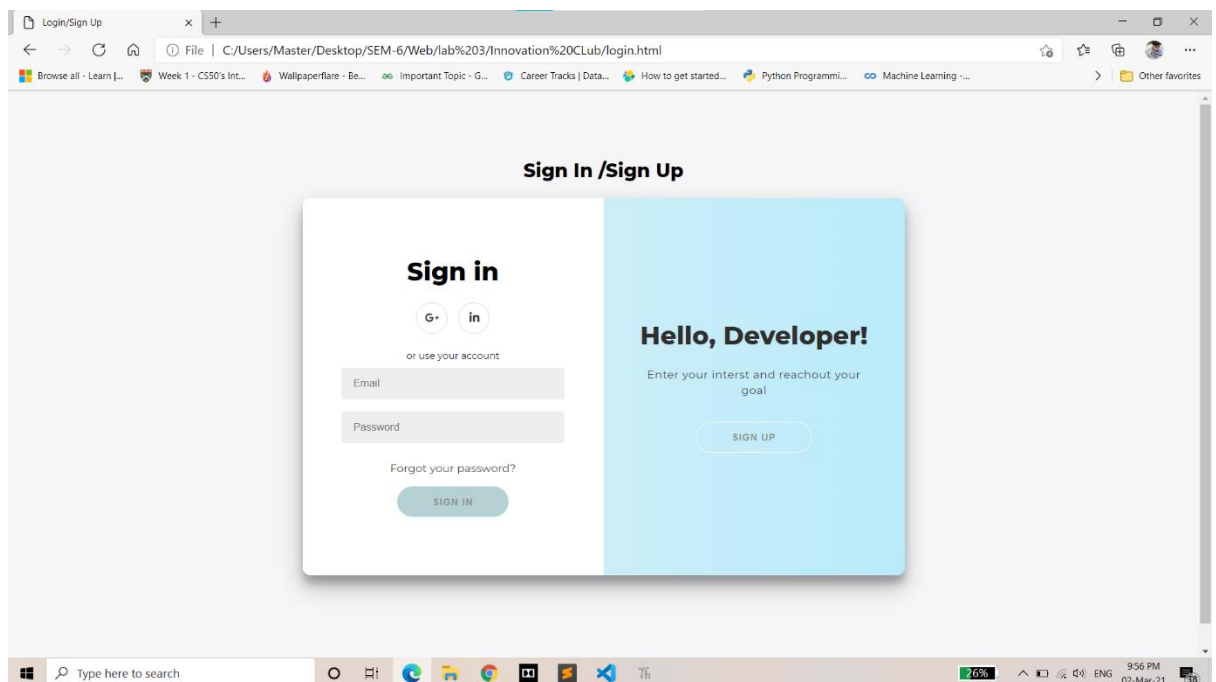 Login/Sign Up
File | C:/Users/Master/Desktop/SEM-6/Web/lab%203/Innovation%20CLub/login.html
Browse all - Learn |... Week 1 - CS50's Int... Wallpaperflare - Be... Important Topic - G... Career Tracks | Data... How to get started... Python Programmi... Machine Learning -... Other favorites
Sign In /Sign Up
Sign in
G+ in
or use your account
Email
Password
Forgot your password?
SIGN IN
Hello, Developer!
Enter your interst and reachout your
goal
SIGN UP
Type here to search
26%
ENG
9:56 PM
02-Mar-21
38